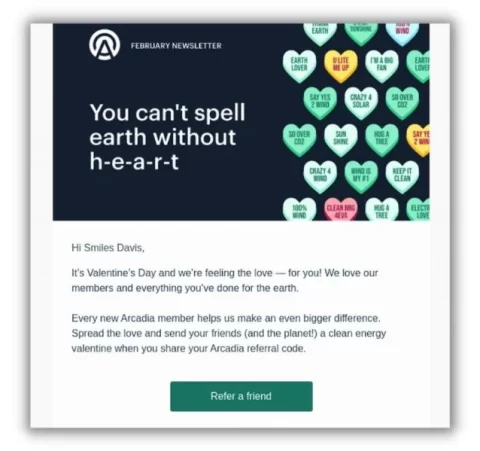 FEBRUARY NEWSLETTER
You can't spell
earth without
h-e-a-r-t
EARTH
SUNSHINE
100%
WIND
EARTH
LOVER
U LITE
ME UP
I'M A BIG
FAN
SAY YES
2 WIND
CRAZY 4
SOLAR
SO OVER
CO2
SO OVER
CO2
SUN
SHINE
HUG A
TREE
SAY YE
2 WIN
CRAZY 4
WIND
WIND IS
MY #1
KEEP IT
CLEAN
100%
WIND
CLEAN NRG
4EVA
HUG A
TREE
ELECTR
LOVE
Hi Smiles Davis,
It's Valentine's Day and we're feeling the love — for you! We love our
members and everything you've done for the earth.
Every new Arcadia member helps us make an even bigger difference.
Spread the love and send your friends (and the planet!) a clean energy
valentine when you share your Arcadia referral code.
Refer a friend